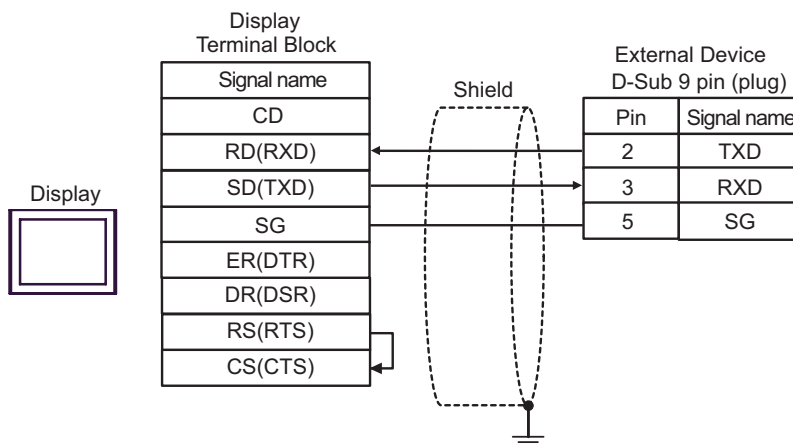 Display
Terminal Block
Signal name
CD
RD(RXD)
SD(TXD)
SG
ER(DTR)
DR(DSR)
RS(RTS)
CS(CTS)
Display
Shield
External Device
D-Sub 9 pin (plug)
Pin Signal name
2 TXD
3 RXD
5 SG